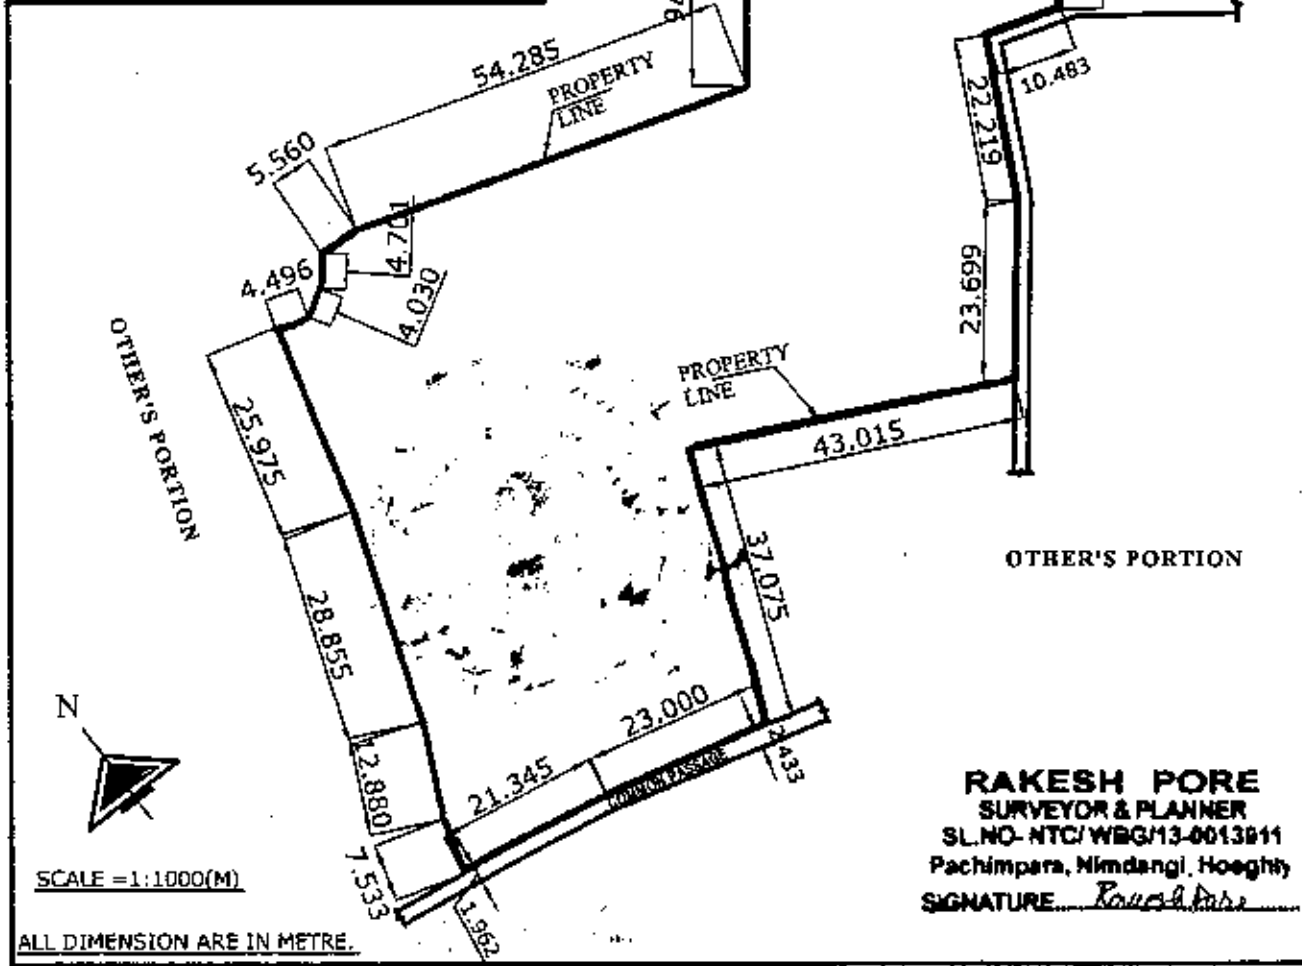 54.285
PROPERTY
LINE
10.483
22.219
5.560
4.701
4.496
4.030
23.699
OTHER'S PORTION
PROPERTY
LINE
25.975
43.015
37.075
OTHER'S PORTION
28.855
N
23.000
21.345
COMMON PASSAGE
2.433
12.880
7.533
1.962
RAKESH PORE
SURVEYOR & PLANNER
SL.NO- NTC/ WBG/13-0013911
Pachimpara, Nimdangi, Hooghly
SIGNATURE
SCALE =1:1000(M)
ALL DIMENSION ARE IN METRE.